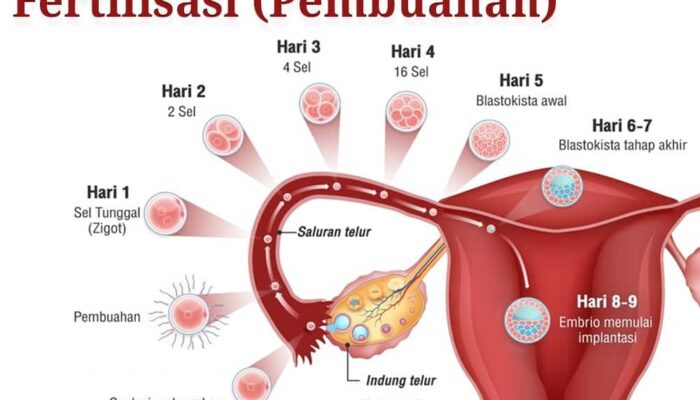 Fertilisasi (Pembuahan)
Hari 3
4 Sel
Hari 4
16 Sel
Hari 2
2 Sel
Hari 5
Blastokista awal
Hari 6-7
Blastokista tahap akhir
Hari 1
Sel Tunggal
(Zigot)
Saluran telur
Pembuahan
Hari 8-9
Embrio memulai
implantasi
Indung telur